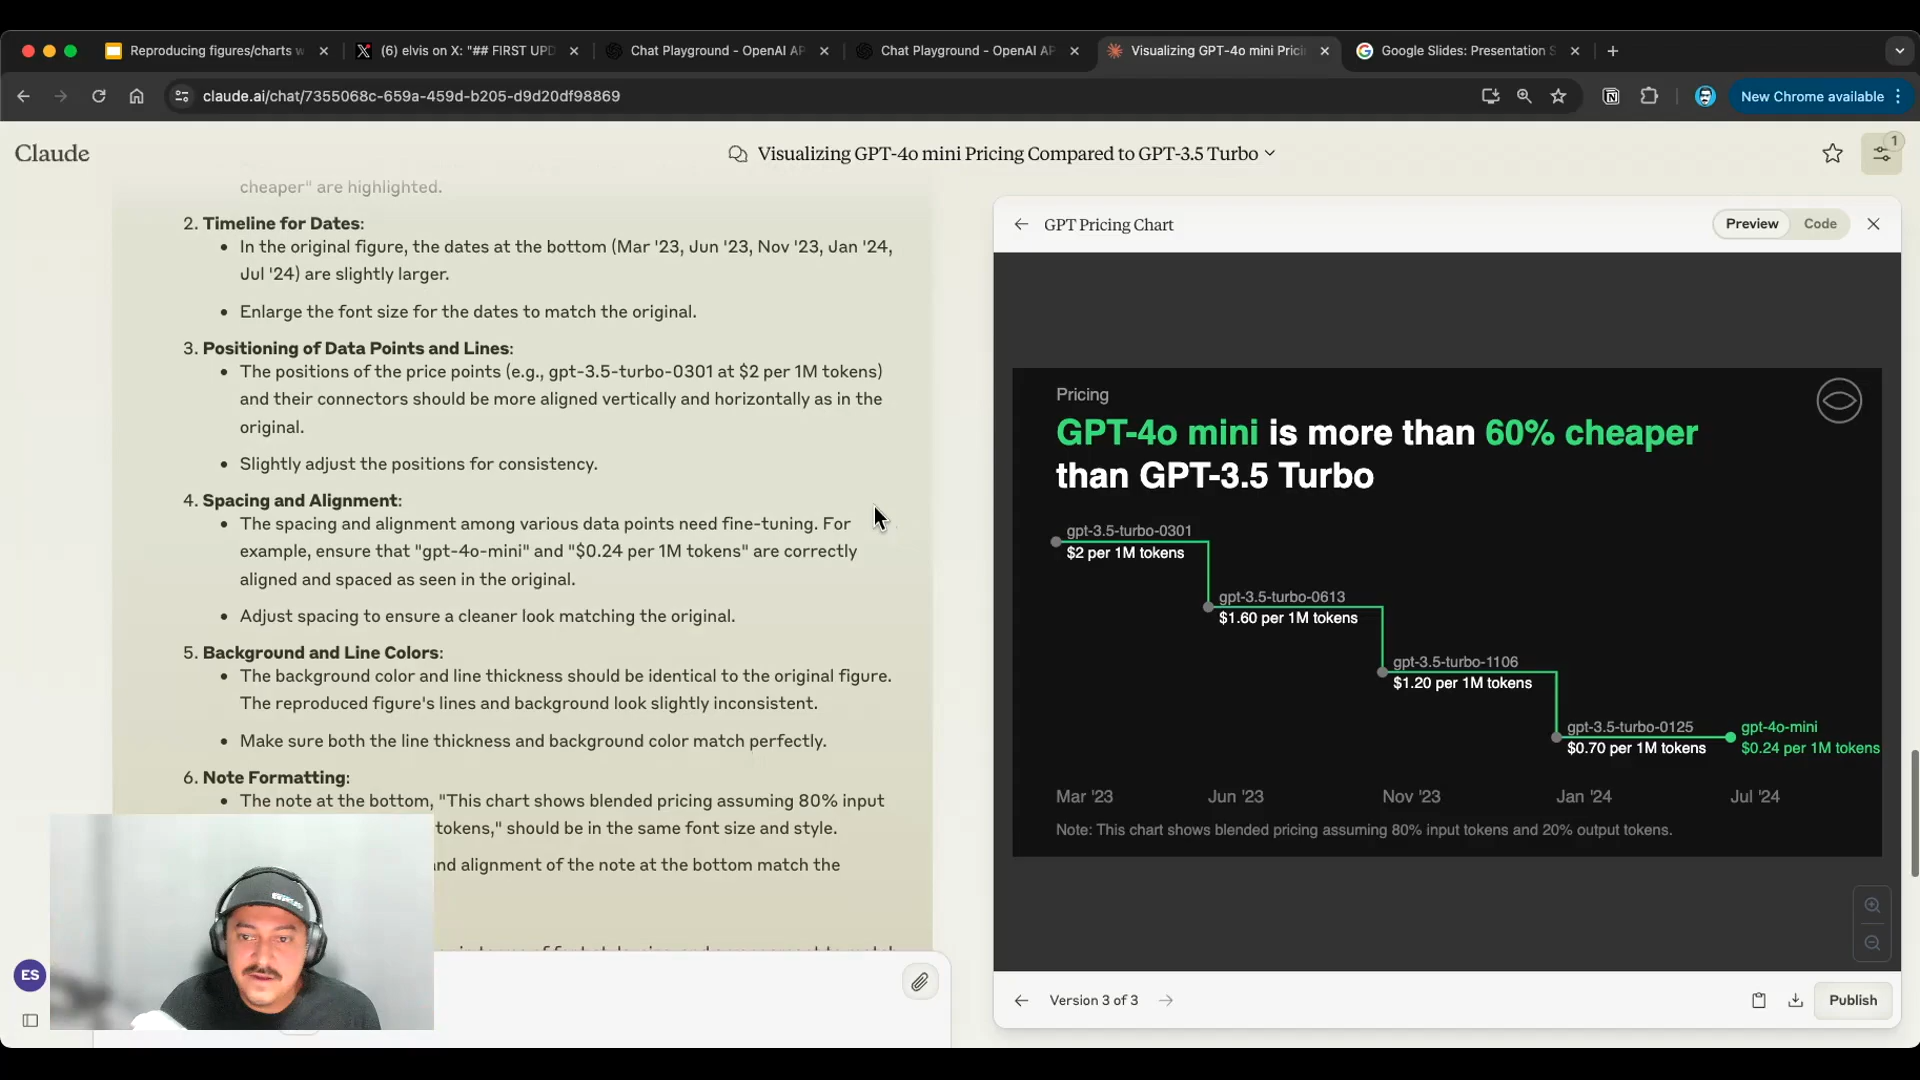 Reproducing figures/charts w
(6) elvis on X: "## FIRST UPD
Chat Playground - OpenAI AP
Chat Playground - OpenAI AP
Visualizing GPT-4o mini Prici
Google Slides: Presentation S
claude.ai/chat/7355068c-659a-459d-b205-d9d20df98869
New Chrome available
Claude
Visualizing GPT-4o mini Pricing Compared to GPT-3.5 Turbo
1
cheaper" are highlighted.
2. Timeline for Dates:
• In the original figure, the dates at the bottom (Mar '23, Jun '23, Nov '23, Jan '24,
Jul '24) are slightly larger.
• Enlarge the font size for the dates to match the original.
3. Positioning of Data Points and Lines:
• The positions of the price points (e.g., gpt-3.5-turbo-0301 at $2 per 1M tokens)
and their connectors should be more aligned vertically and horizontally as in the
original.
• Slightly adjust the positions for consistency.
4. Spacing and Alignment:
• The spacing and alignment among various data points need fine-tuning. For
example, ensure that "gpt-4o-mini" and "$0.24 per 1M tokens" are correctly
aligned and spaced as seen in the original.
• Adjust spacing to ensure a cleaner look matching the original.
5. Background and Line Colors:
• The background color and line thickness should be identical to the original figure.
The reproduced figure's lines and background look slightly inconsistent.
• Make sure both the line thickness and background color match perfectly.
6. Note Formatting:
• The note at the bottom, "This chart shows blended pricing assuming 80% input
tokens," should be in the same font size and style.
and alignment of the note at the bottom match the
ES
GPT Pricing Chart
Preview
Code
Pricing
GPT-4o mini is more than 60% cheaper
than GPT-3.5 Turbo
gpt-3.5-turbo-0301
$2 per 1M tokens
gpt-3.5-turbo-0613
$1.60 per 1M tokens
gpt-3.5-turbo-1106
$1.20 per 1M tokens
gpt-3.5-turbo-0125
$0.70 per 1M tokens
gpt-4o-mini
$0.24 per 1M tokens
Mar '23
Jun '23
Nov '23
Jan '24
Jul '24
Note: This chart shows blended pricing assuming 80% input tokens and 20% output tokens.
Version 3 of 3
Publish